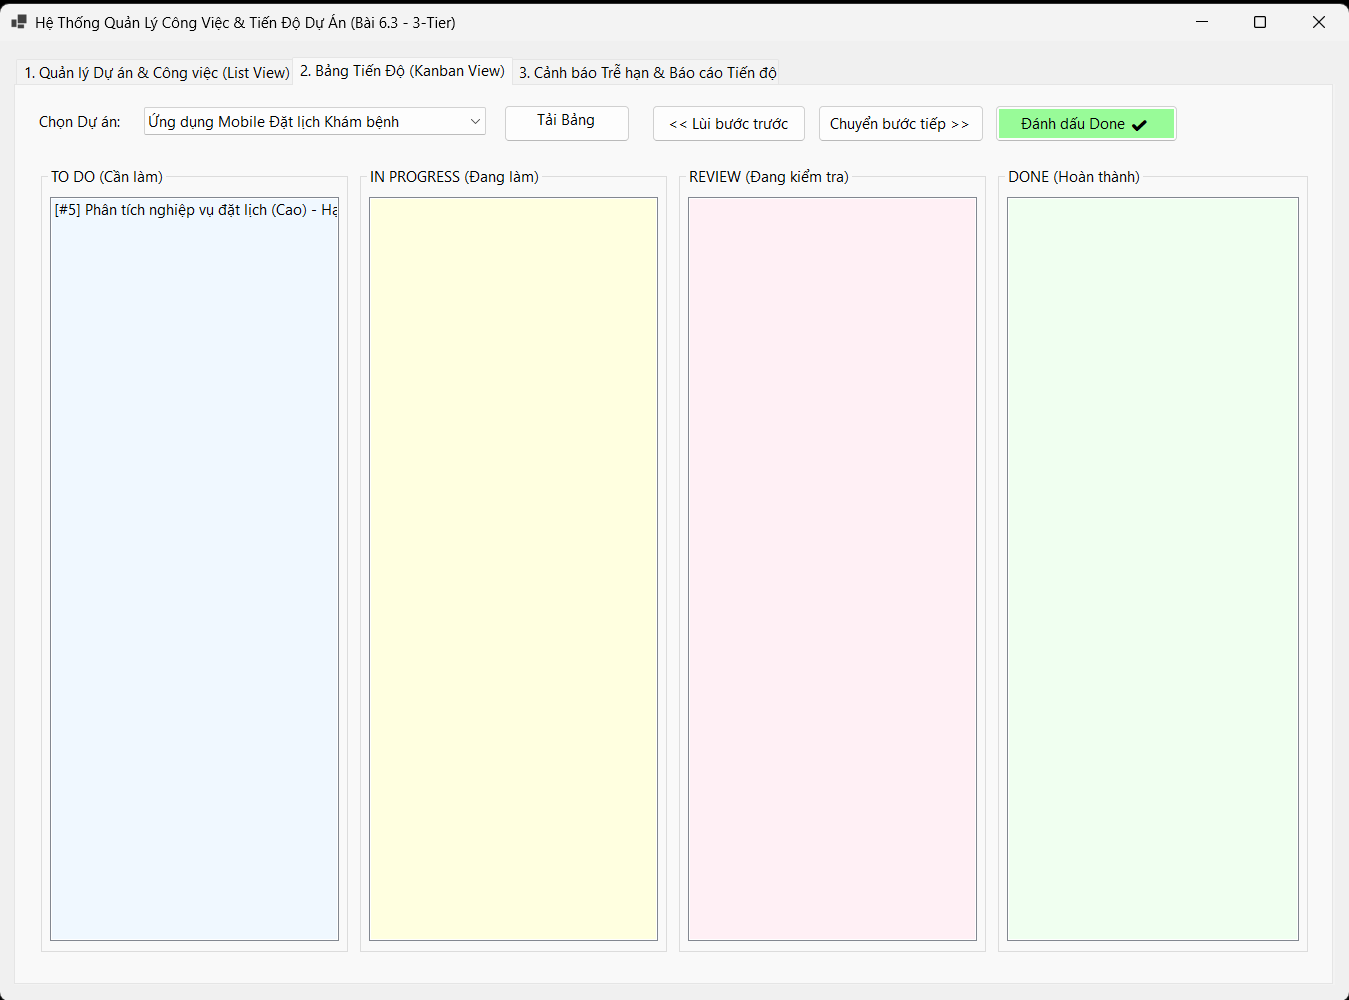 Hệ Thống Quản Lý Công Việc & Tiến Độ Dự Án (Bài 6.3 - 3-Tier)
1. Quản lý Dự án & Công việc (List View)
2. Bảng Tiến Độ (Kanban View)
3. Cảnh báo Trễ hạn & Báo cáo Tiến độ
Chọn Dự án:
Ứng dụng Mobile Đặt lịch Khám bệnh
Tải Bảng
<< Lùi bước trước
Chuyển bước tiếp >>
Đánh dấu Done ✔
TO DO (Cần làm)
[#5] Phân tích nghiệp vụ đặt lịch (Cao) - Hạ
IN PROGRESS (Đang làm)
REVIEW (Đang kiểm tra)
DONE (Hoàn thành)